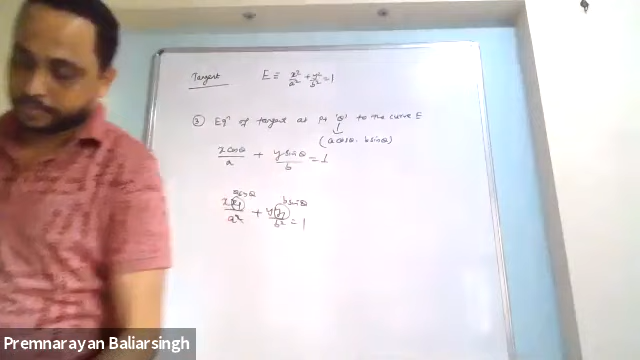 Tangent E ≡ x²/a² + y²/b² = 1
③ Eqⁿ of tangent at pt 'θ' to the curve E
(a cosθ, b sinθ)
x cosθ/a + y sinθ/b = 1
a cosθ b sinθ
x x₁/a² + y y₁/b² = 1
Premnarayan Baliarsingh